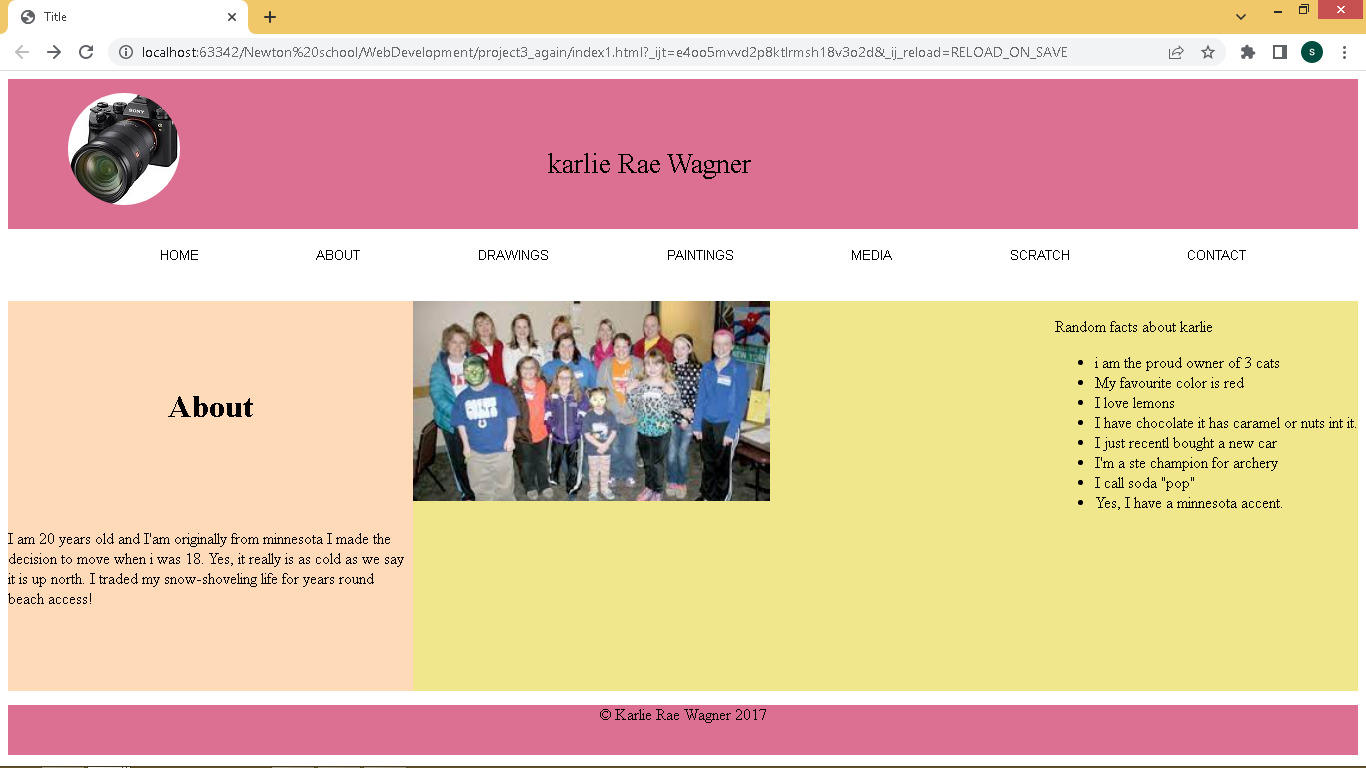 Title
localhost:63342/Newton%20school/WebDevelopment/project3_again/index1.html?_ijt=e4oo5mvvd2p8ktlrmsh18v3o2d&_ij_reload=RELOAD_ON_SAVE
S
SONY
karlie Rae Wagner
HOME ABOUT DRAWINGS PAINTINGS MEDIA SCRATCH CONTACT
About
I am 20 years old and I'am originally from minnesota I made the
decision to move when i was 18. Yes, it really is as cold as we say
it is up north. I traded my snow-shoveling life for years round
beach access!
NEW YORK
COLTS
Random facts about karlie
i am the proud owner of 3 cats
My favourite color is red
I love lemons
I have chocolate it has caramel or nuts int it.
I just recentl bought a new car
I'm a ste champion for archery
I call soda "pop"
Yes, I have a minnesota accent.
© Karlie Rae Wagner 2017